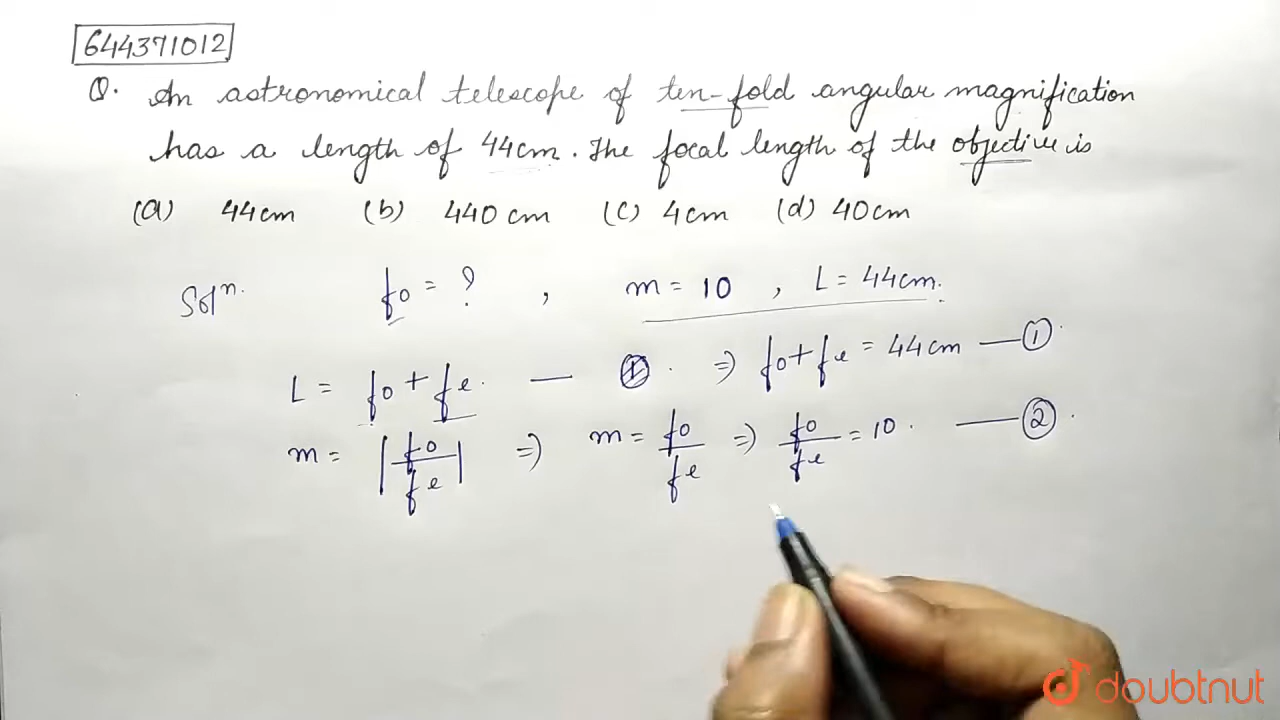 644371012
Q. An astronomical telescope of ten-fold angular magnification
has a length of 44cm. The focal length of the objective is
(a) 44cm (b) 440 cm (c) 4cm (d) 40cm
Solⁿ. fo = ? , m = 10 , L = 44cm.
L = fo + fe. — ① ⇒ fo + fe = 44cm — ①
m = |fo/fe| ⇒ m = fo/fe ⇒ fo/fe = 10. — ②
doubtnut